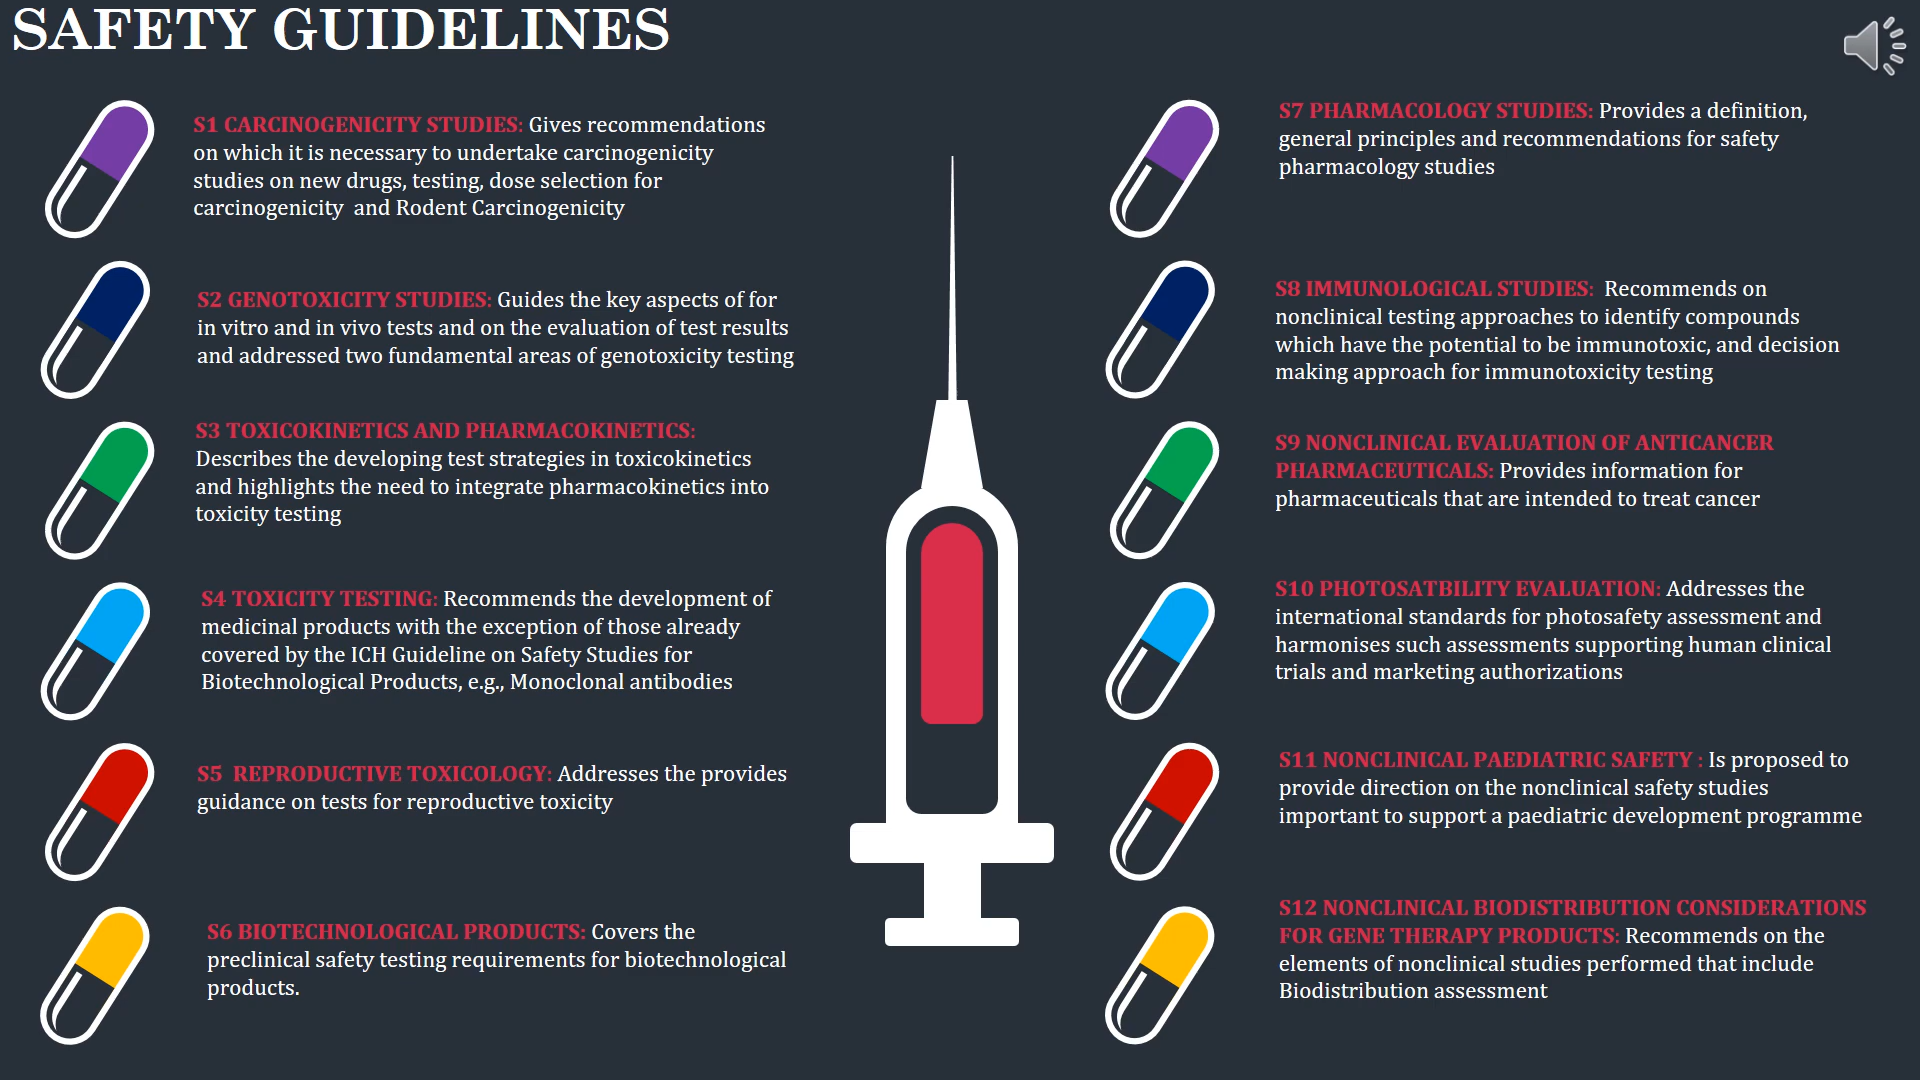 SAFETY GUIDELINES
S1 CARCINOGENICITY STUDIES: Gives recommendations
on which it is necessary to undertake carcinogenicity
studies on new drugs, testing, dose selection for
carcinogenicity  and Rodent Carcinogenicity
S2 GENOTOXICITY STUDIES: Guides the key aspects of for
in vitro and in vivo tests and on the evaluation of test results
and addressed two fundamental areas of genotoxicity testing
S3 TOXICOKINETICS AND PHARMACOKINETICS:
Describes the developing test strategies in toxicokinetics
and highlights the need to integrate pharmacokinetics into
toxicity testing
S4 TOXICITY TESTING: Recommends the development of
medicinal products with the exception of those already
covered by the ICH Guideline on Safety Studies for
Biotechnological Products, e.g., Monoclonal antibodies
S5  REPRODUCTIVE TOXICOLOGY: Addresses the provides
guidance on tests for reproductive toxicity
S6 BIOTECHNOLOGICAL PRODUCTS: Covers the
preclinical safety testing requirements for biotechnological
products.
S7 PHARMACOLOGY STUDIES: Provides a definition,
general principles and recommendations for safety
pharmacology studies
S8 IMMUNOLOGICAL STUDIES:  Recommends on
nonclinical testing approaches to identify compounds
which have the potential to be immunotoxic, and decision
making approach for immunotoxicity testing
S9 NONCLINICAL EVALUATION OF ANTICANCER
PHARMACEUTICALS: Provides information for
pharmaceuticals that are intended to treat cancer
S10 PHOTOSATBILITY EVALUATION: Addresses the
international standards for photosafety assessment and
harmonises such assessments supporting human clinical
trials and marketing authorizations
S11 NONCLINICAL PAEDIATRIC SAFETY : Is proposed to
provide direction on the nonclinical safety studies
important to support a paediatric development programme
S12 NONCLINICAL BIODISTRIBUTION CONSIDERATIONS
FOR GENE THERAPY PRODUCTS: Recommends on the
elements of nonclinical studies performed that include
Biodistribution assessment